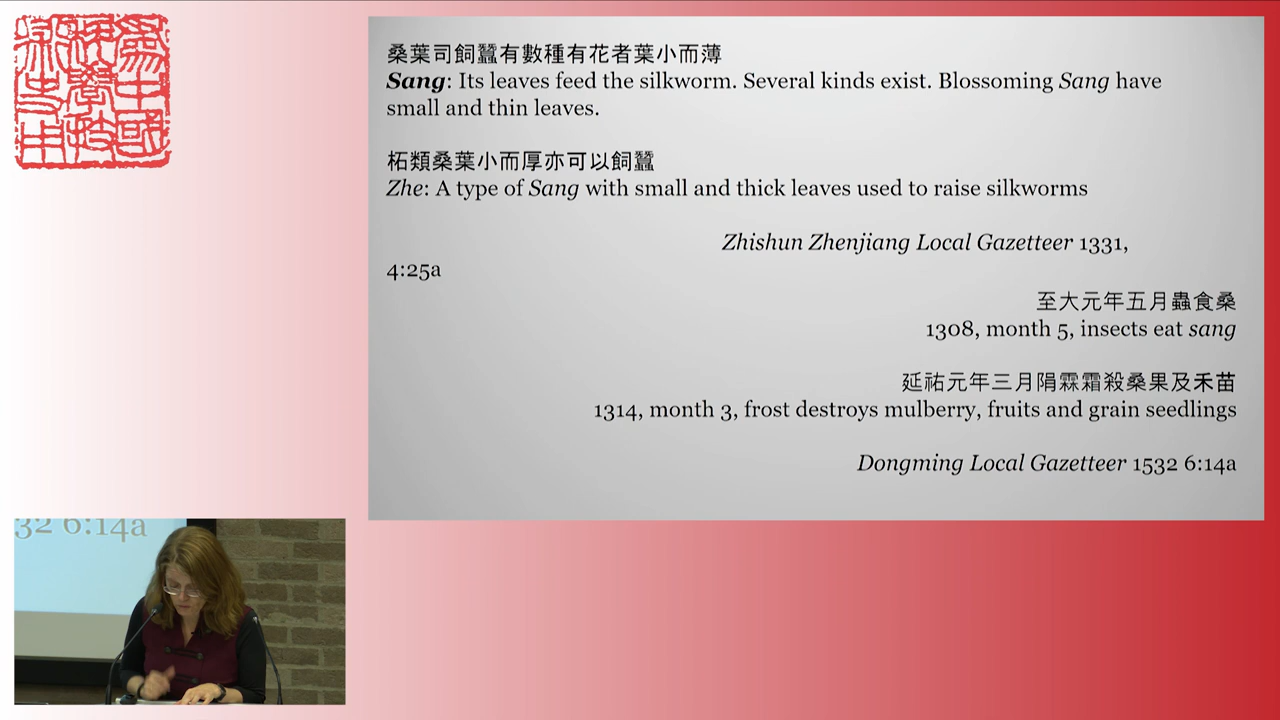 桑葉司飼蠶有數種有花者葉小而薄
Sang: Its leaves feed the silkworm. Several kinds exist. Blossoming Sang have
small and thin leaves.
柘類桑葉小而厚亦可以飼蠶
Zhe: A type of Sang with small and thick leaves used to raise silkworms
Zhishun Zhenjiang Local Gazetteer 1331,
4:25a
至大元年五月蟲食桑
1308, month 5, insects eat sang
延祐元年三月隕霖霜殺桑果及禾苗
1314, month 3, frost destroys mulberry, fruits and grain seedlings
Dongming Local Gazetteer 1532 6:14a
32 6:14a